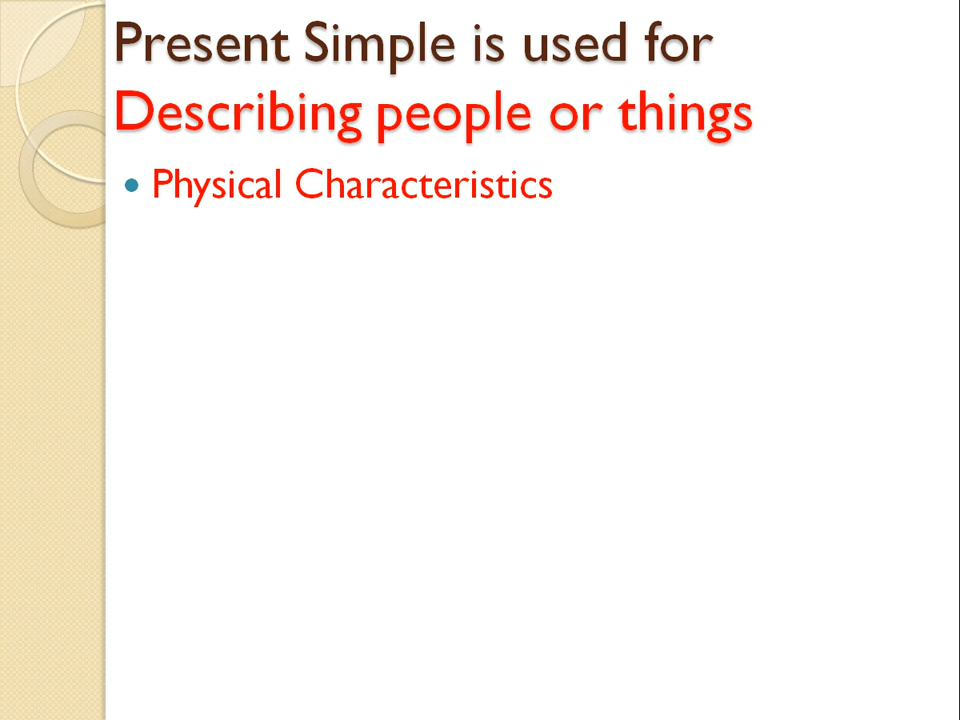 Present Simple is used for
Describing people or things
• Physical Characteristics